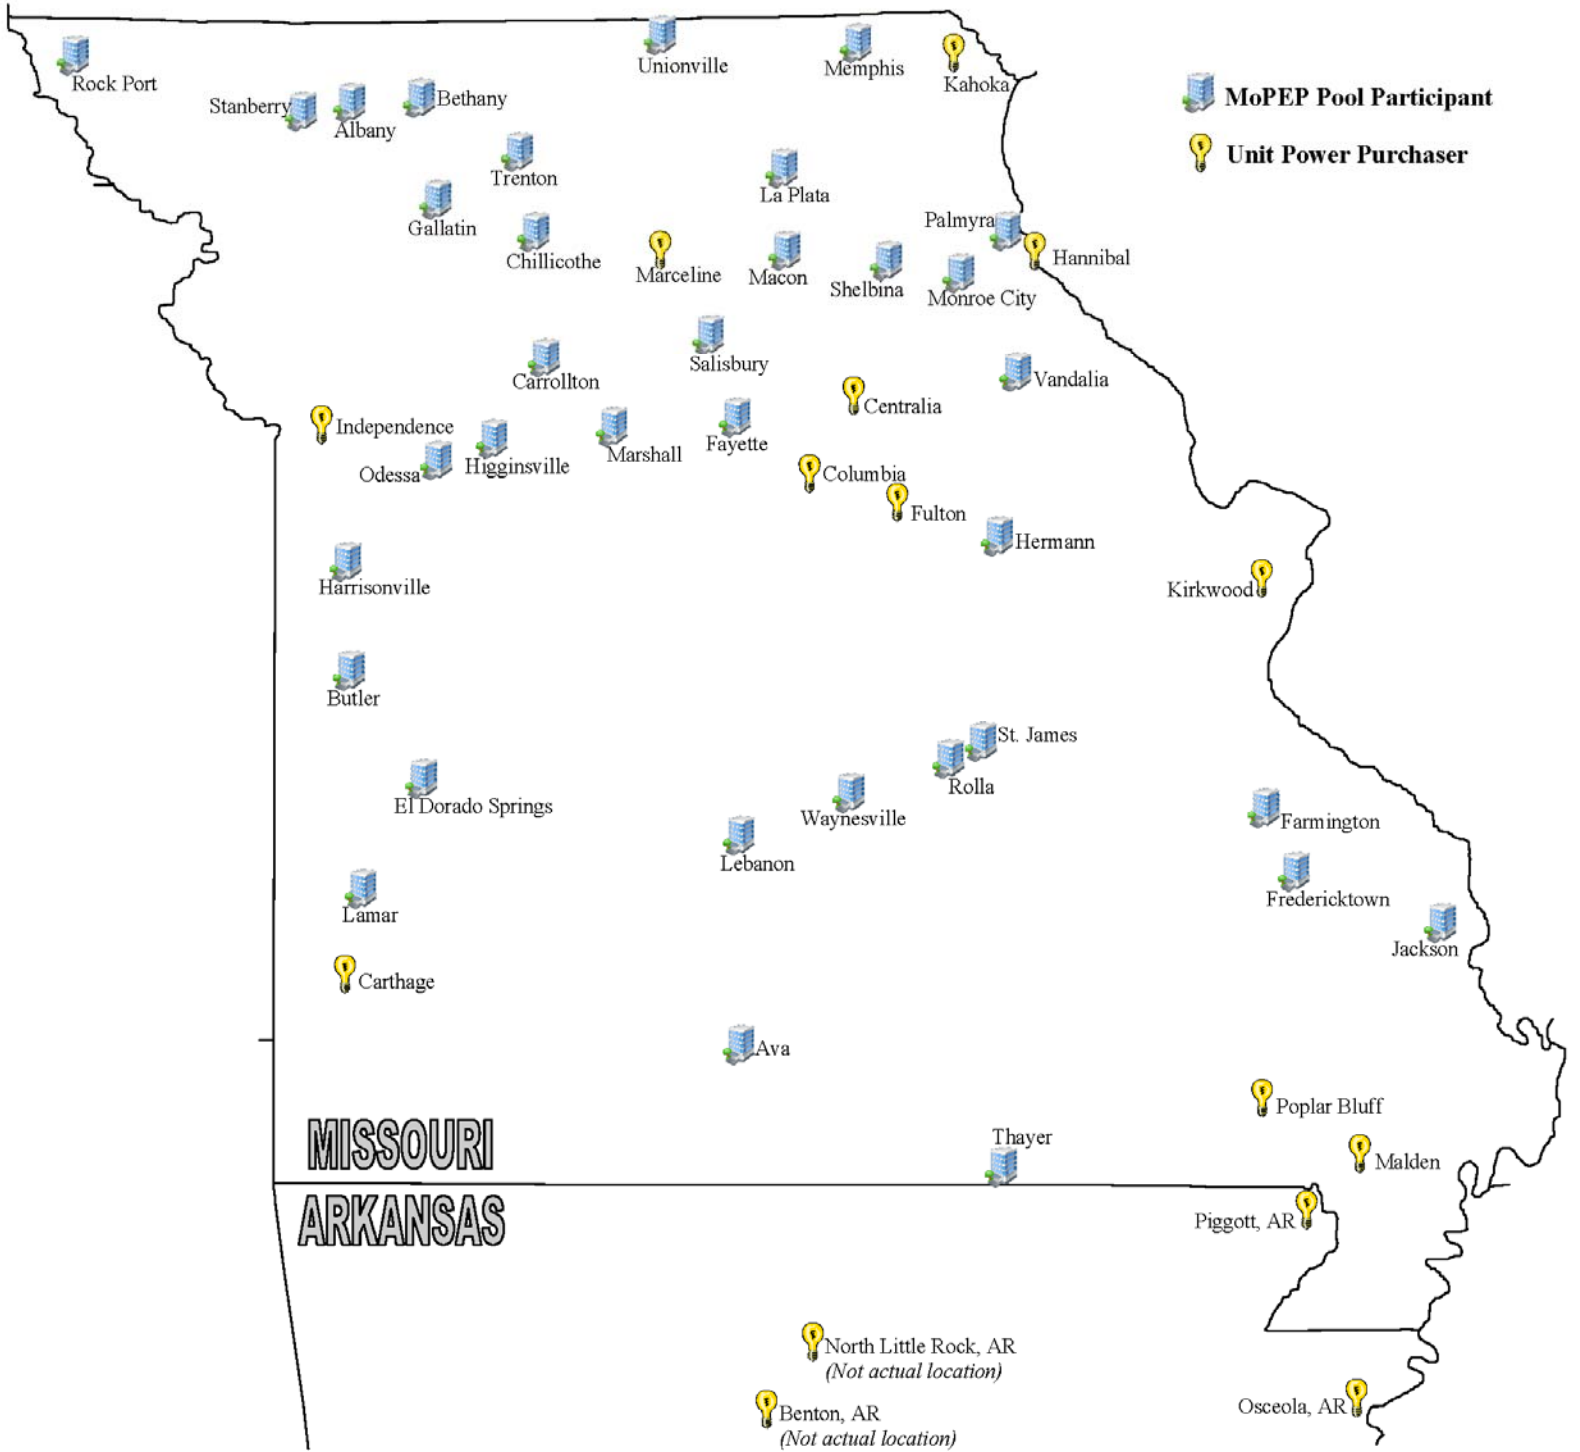 Unionville
Memphis
Kahoka
Rock Port
MoPEP Pool Participant
Stanberry
Bethany
Albany
Unit Power Purchaser
Trenton
La Plata
Gallatin
Palmyra
Chillicothe
Marceline
Macon
Hannibal
Shelbina
Monroe City
Salisbury
Carrollton
Vandalia
Centralia
Independence
Fayette
Marshall
Odessa
Higginsville
Columbia
Fulton
Hermann
Harrisonville
Kirkwood
Butler
St. James
Rolla
El Dorado Springs
Waynesville
Farmington
Lebanon
Fredericktown
Lamar
Jackson
Carthage
Ava
Poplar Bluff
MISSOURI
Thayer
Malden
ARKANSAS
Piggott, AR
North Little Rock, AR
(Not actual location)
Benton, AR
(Not actual location)
Osceola, AR